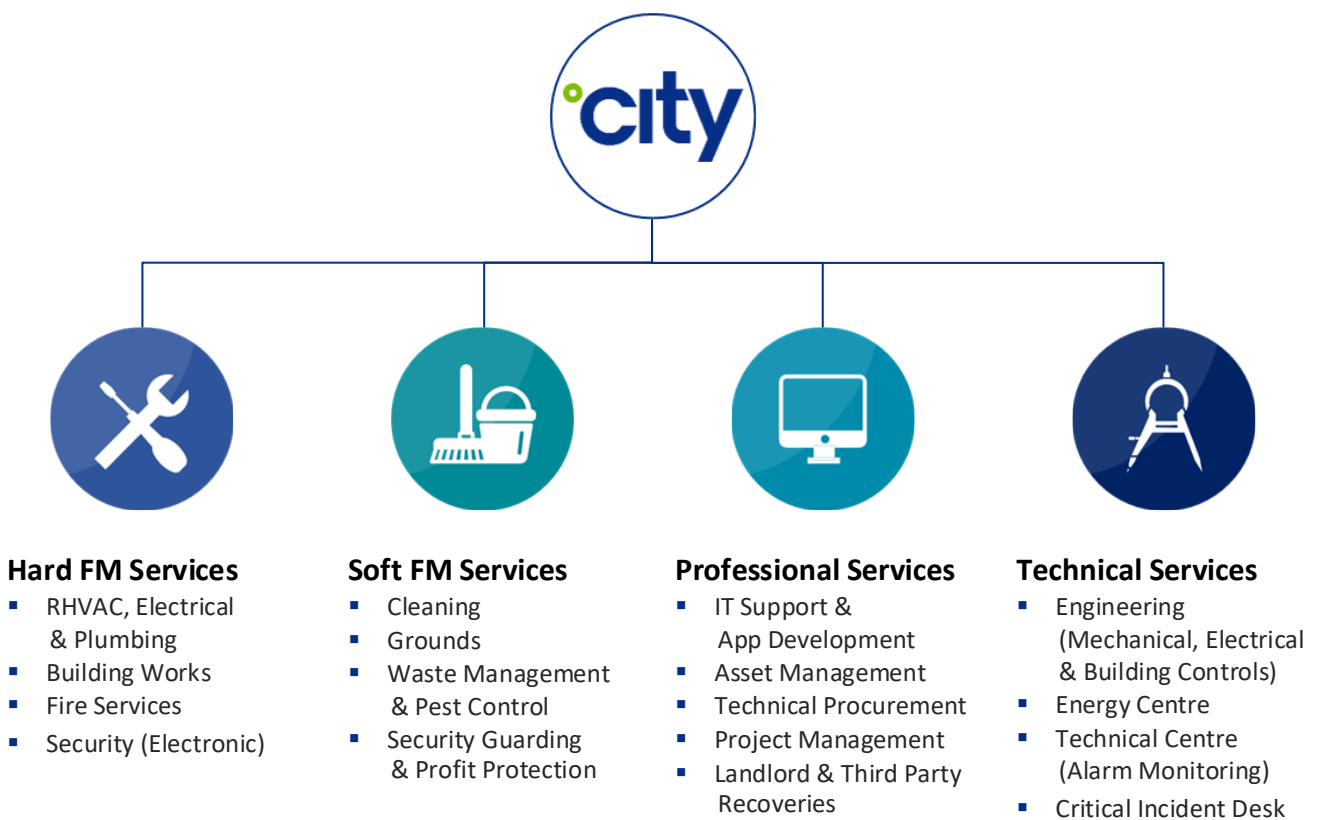 °city
Hard FM Services
▪ RHVAC, Electrical
& Plumbing
▪ Building Works
▪ Fire Services
▪ Security (Electronic)
Soft FM Services
▪ Cleaning
▪ Grounds
▪ Waste Management
& Pest Control
▪ Security Guarding
& Profit Protection
Professional Services
▪ IT Support &
App Development
▪ Asset Management
▪ Technical Procurement
▪ Project Management
▪ Landlord & Third Party
Recoveries
Technical Services
▪ Engineering
(Mechanical, Electrical
& Building Controls)
▪ Energy Centre
▪ Technical Centre
(Alarm Monitoring)
▪ Critical Incident Desk